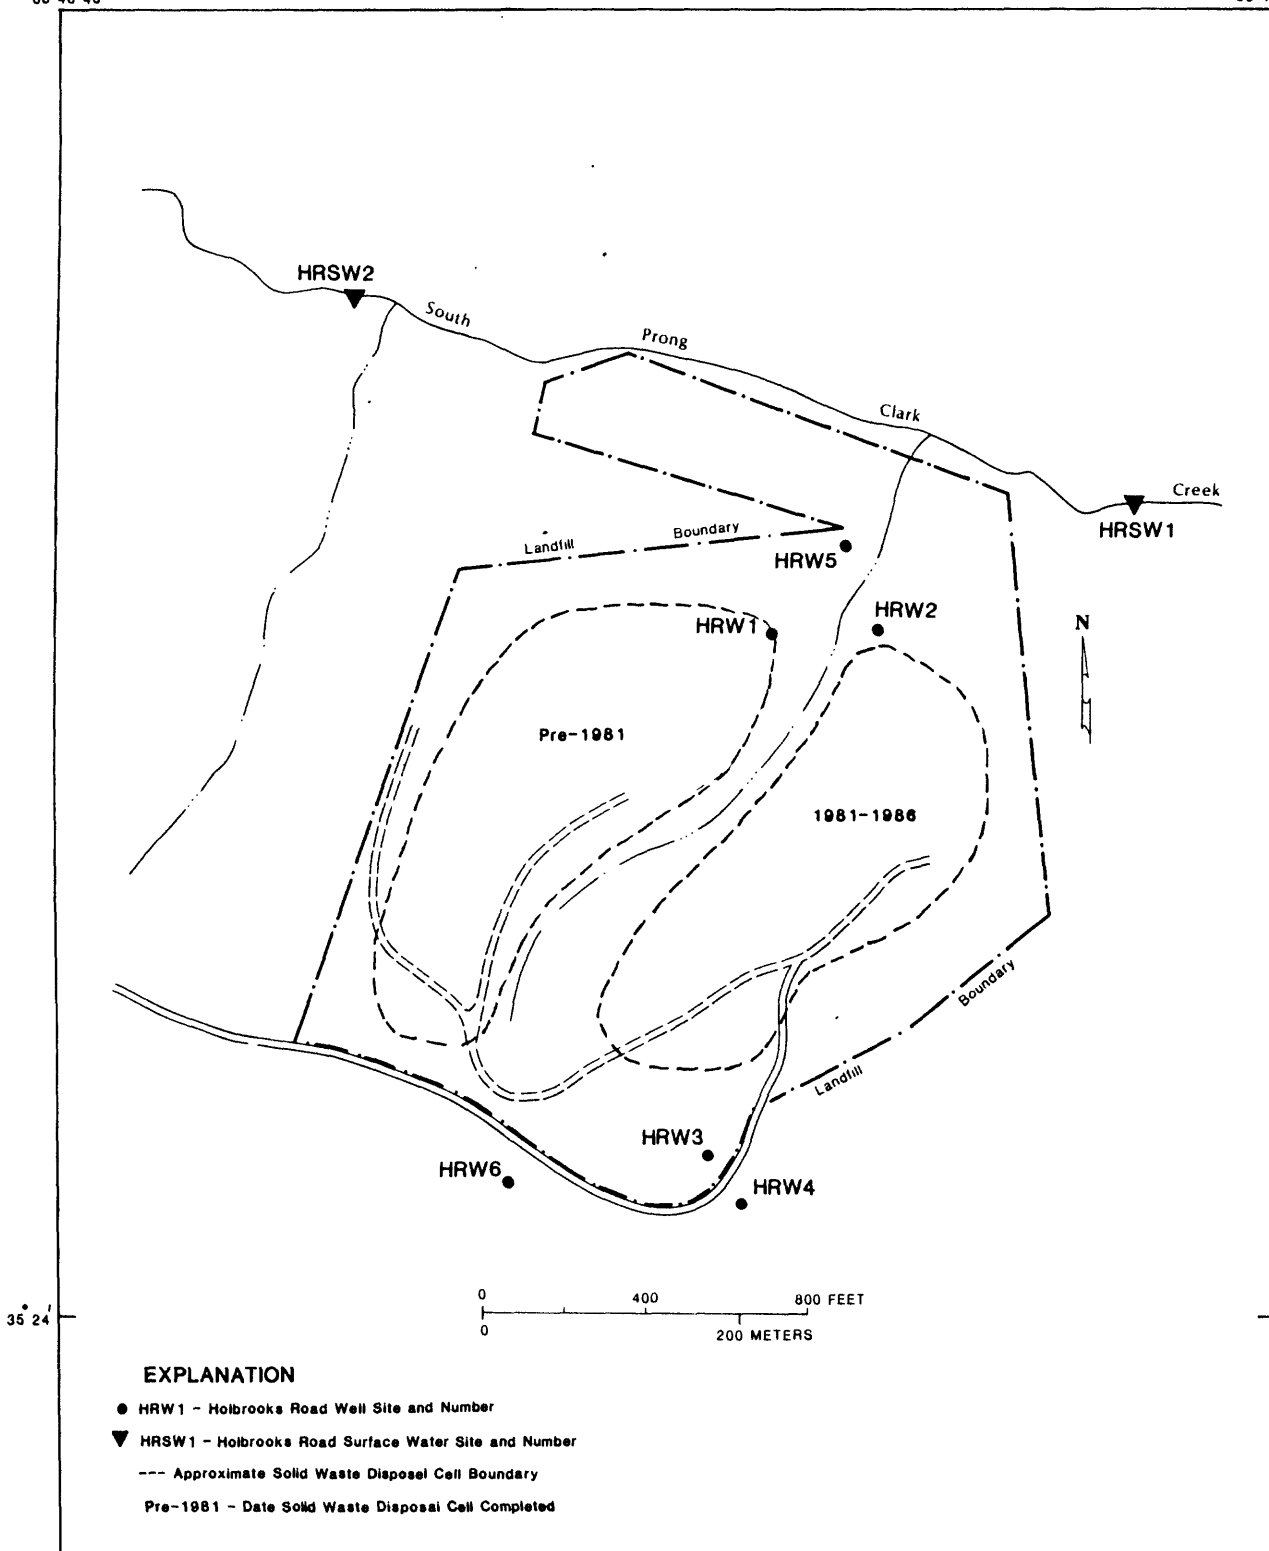 HRSW2
South
Prong
Clark
Creek
HRSW1
Landfill Boundary
HRW5
HRW1
HRW2
N
Pre-1981
1981-1986
Boundary
Landfill
HRW3
HRW6
HRW4
0 400 800 FEET
0 200 METERS
35°24'
EXPLANATION
● HRW1 - Holbrooks Road Well Site and Number
▼ HRSW1 - Holbrooks Road Surface Water Site and Number
--- Approximate Solid Waste Disposal Cell Boundary
Pre-1981 - Date Solid Waste Disposal Cell Completed